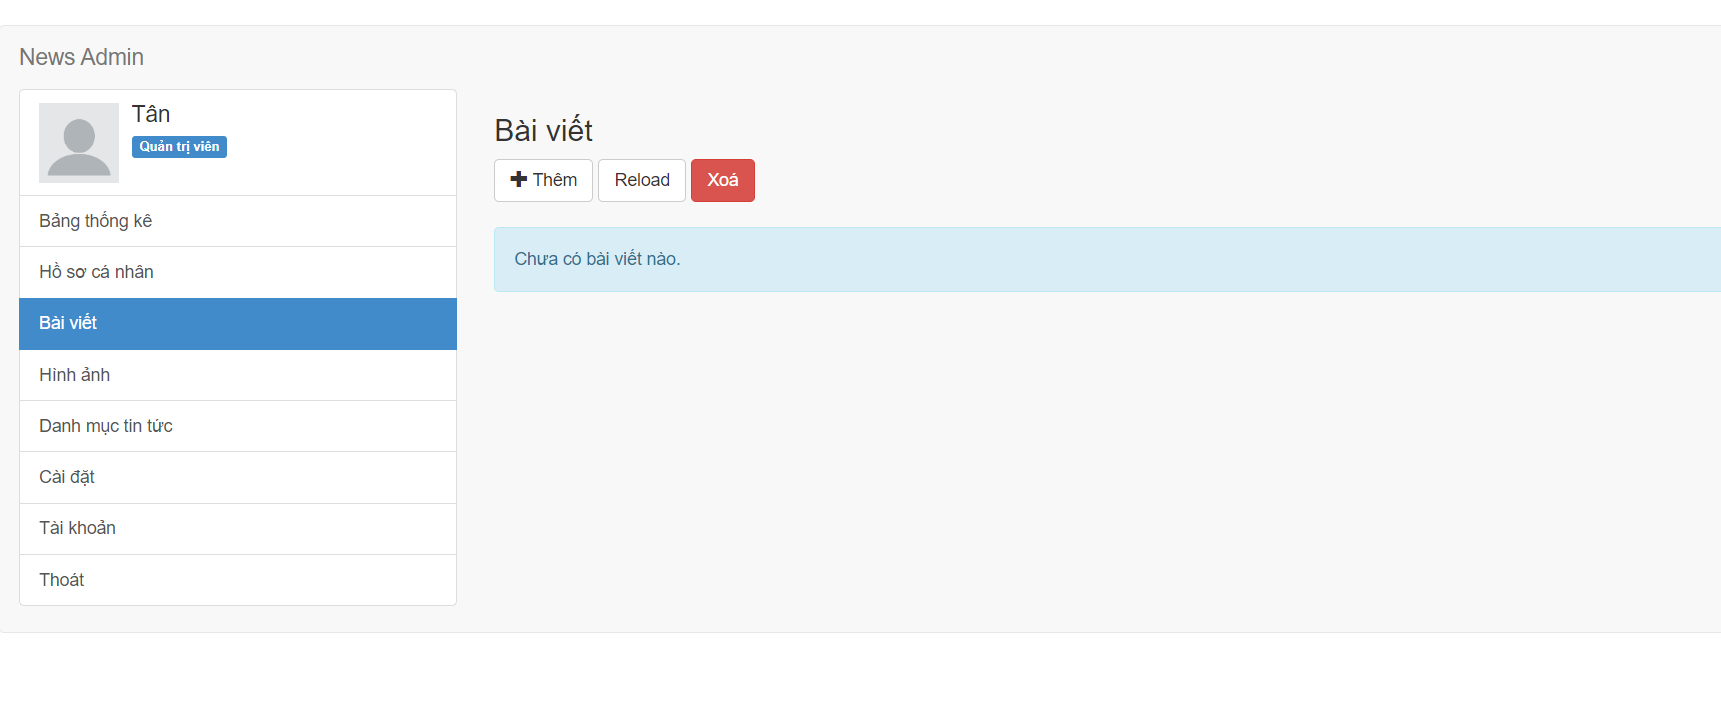 News Admin
Tân
Quản trị viên
Bảng thống kê
Hồ sơ cá nhân
Bài viết
Hình ảnh
Danh mục tin tức
Cài đặt
Tài khoản
Thoát
Bài viết
Thêm Reload Xoá
Chưa có bài viết nào.